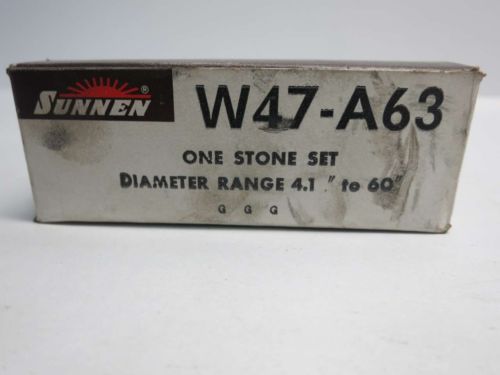 SUNNEN®
W47-A63
ONE STONE SET
DIAMETER RANGE 4.1 " to 60"
G G G